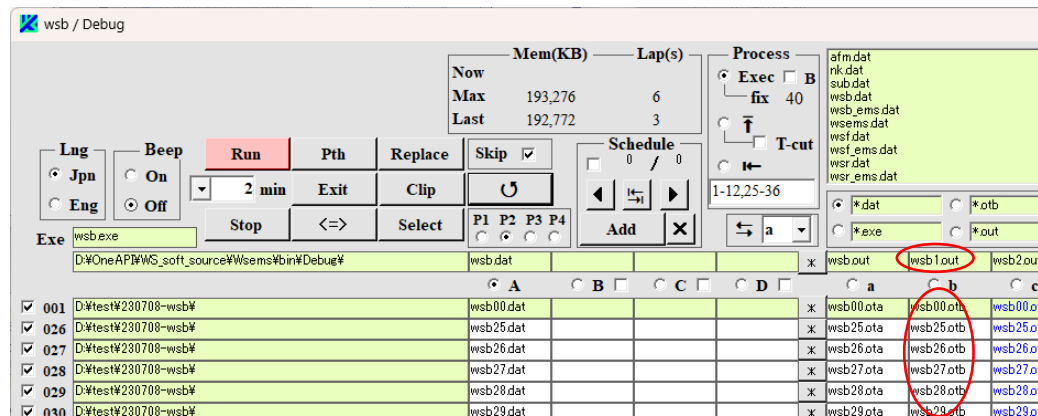 wsb / Debug
Mem(KB) Lap(s)
Now
Max 193,276 6
Last 192,772 3
Process
Exec B
fix 40
T-cut
1-12,25-36
a
afm.dat
nk.dat
sub.dat
wsb.dat
wsb_ems.dat
wsems.dat
wsf.dat
wsf_ems.dat
wsr.dat
wsr_ems.dat
*.dat *.otb
*.exe *.out
Lng
Jpn
Eng
Beep
On
Off
Run Pth Replace
2 min Exit Clip
Stop <=> Select
Skip
P1 P2 P3 P4
Schedule
0 / 0
Add
Exe wsb.exe
D:¥OneAPI¥WS_soft_source¥Wsems¥bin¥Debug¥ wsb.dat * wsb.out wsb1.out wsb2.ou
A B C D a b c
001 D:¥test¥230708-wsb¥ wsb00.dat * wsb00.ota wsb00.otb wsb00.o
026 D:¥test¥230708-wsb¥ wsb25.dat * wsb25.ota wsb25.otb wsb25.o
027 D:¥test¥230708-wsb¥ wsb26.dat * wsb26.ota wsb26.otb wsb26.o
028 D:¥test¥230708-wsb¥ wsb27.dat * wsb27.ota wsb27.otb wsb27.o
029 D:¥test¥230708-wsb¥ wsb28.dat * wsb28.ota wsb28.otb wsb28.o
030 D:¥test¥230708-wsb¥ wsb29.dat * wsb29.ota wsb29.otb wsb29.o